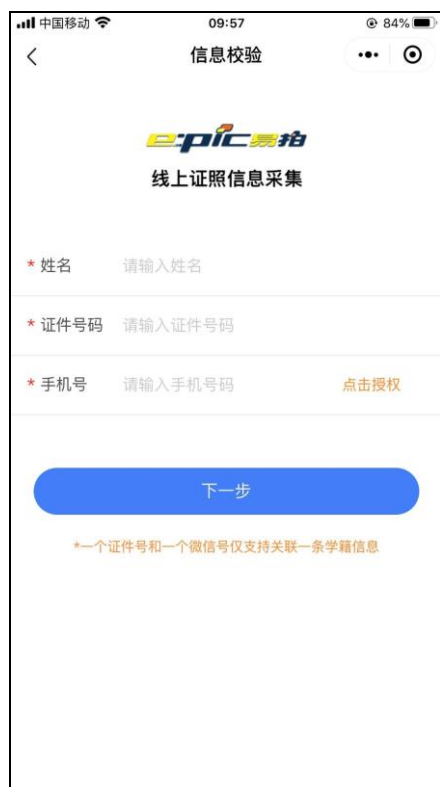 中国移动 09:57 84%
信息校验
e:pic易拍
线上证照信息采集
* 姓名 请输入姓名
* 证件号码 请输入证件号码
* 手机号 请输入手机号码 点击授权
下一步
*一个证件号和一个微信号仅支持关联一条学籍信息